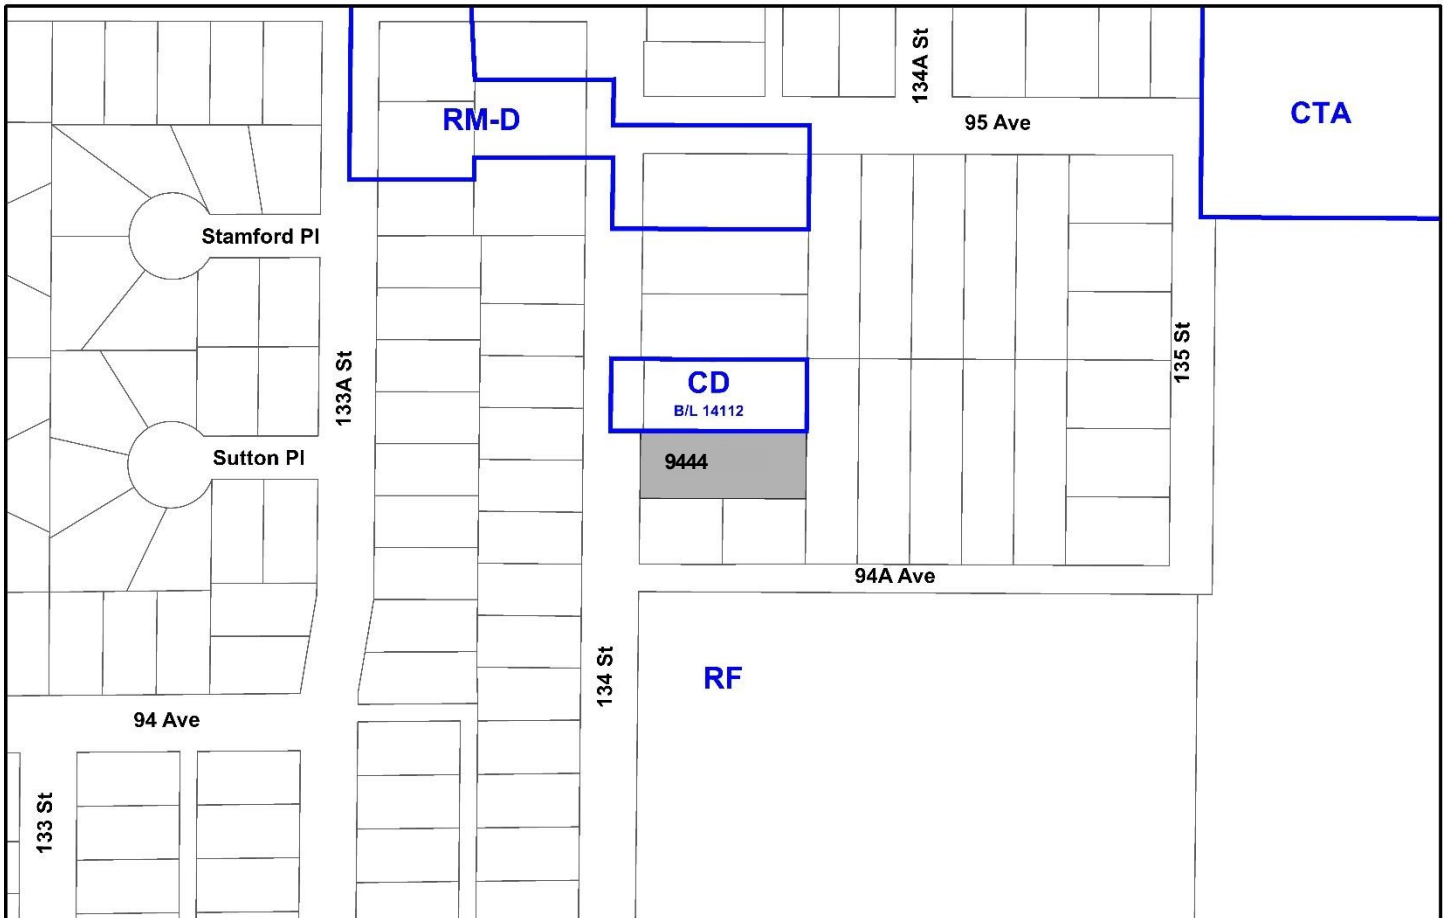 134A St
RM-D
95 Ave
CTA
Stamford Pl
133A St
135 St
CD
B/L 14112
Sutton Pl
9444
94A Ave
134 St
RF
94 Ave
133 St